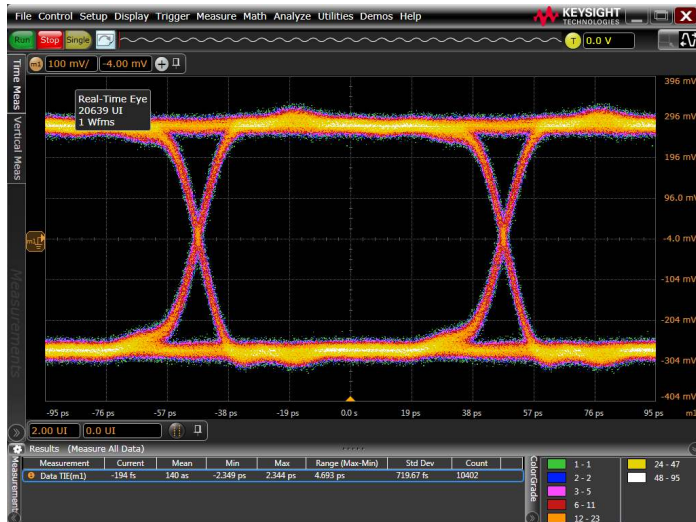 File Control Setup Display Trigger Measure Math Analyze Utilities Demos Help
KEYSIGHT
TECHNOLOGIES
Run Stop Single T 0.0 V
m1 100 mV/ -4.00 mV
Time Meas
Vertical Meas
Measurements
Real-Time Eye
20639 UI
1 Wfms
396 mV
296 mV
196 mV
96.0 mV
-4.0 mV
-104 mV
-204 mV
-304 mV
-404 mV
-95 ps -76 ps -57 ps -38 ps -19 ps 0.0 s 19 ps 38 ps 57 ps 76 ps 95 ps m1
2.00 UI 0.0 UI
Results (Measure All Data)
Measurement Current Mean Min Max Range (Max-Min) Std Dev Count
Data TIE(m1) -194 fs 140 as -2.349 ps 2.344 ps 4.693 ps 719.67 fs 10402
ColorGrade
1 - 1 24 - 47
2 - 2 48 - 95
3 - 5
6 - 11
12 - 23